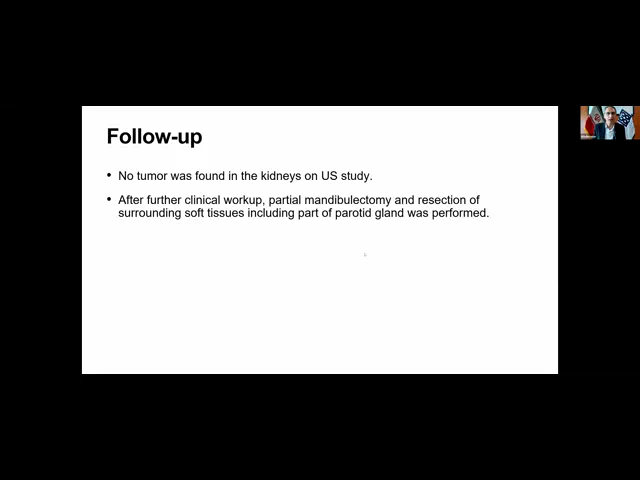 Follow-up
• No tumor was found in the kidneys on US study.
• After further clinical workup, partial mandibulectomy and resection of
surrounding soft tissues including part of parotid gland was performed.